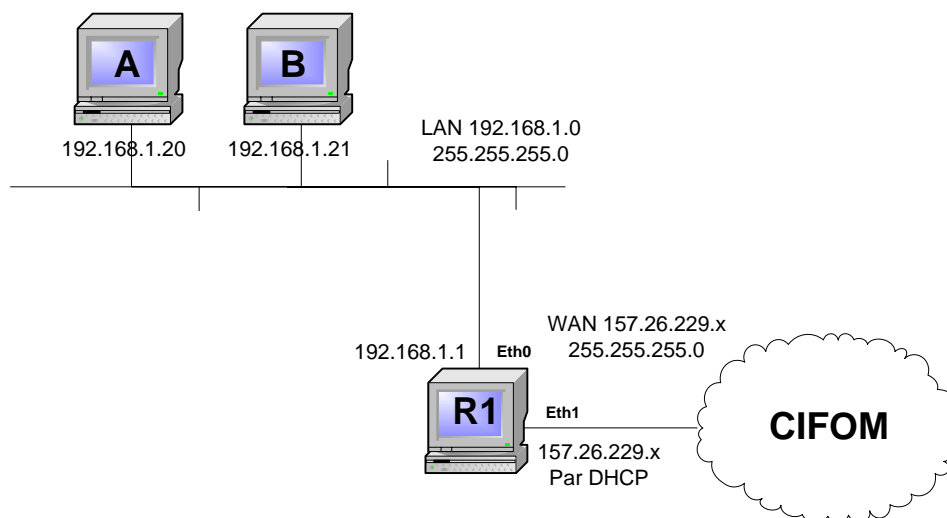 A
B
192.168.1.20
192.168.1.21
LAN 192.168.1.0
255.255.255.0
WAN 157.26.229.x
255.255.255.0
192.168.1.1
Eth0
R1
Eth1
157.26.229.x
Par DHCP
CIFOM